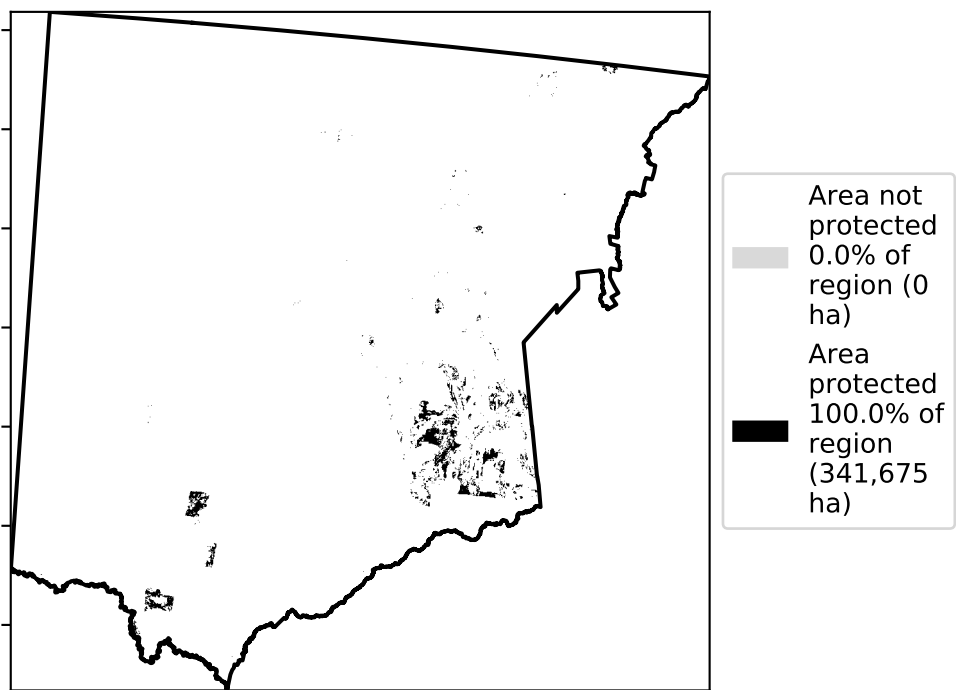 Area not
protected
0.0% of
region (0
ha)
Area
protected
100.0% of
region
(341,675
ha)